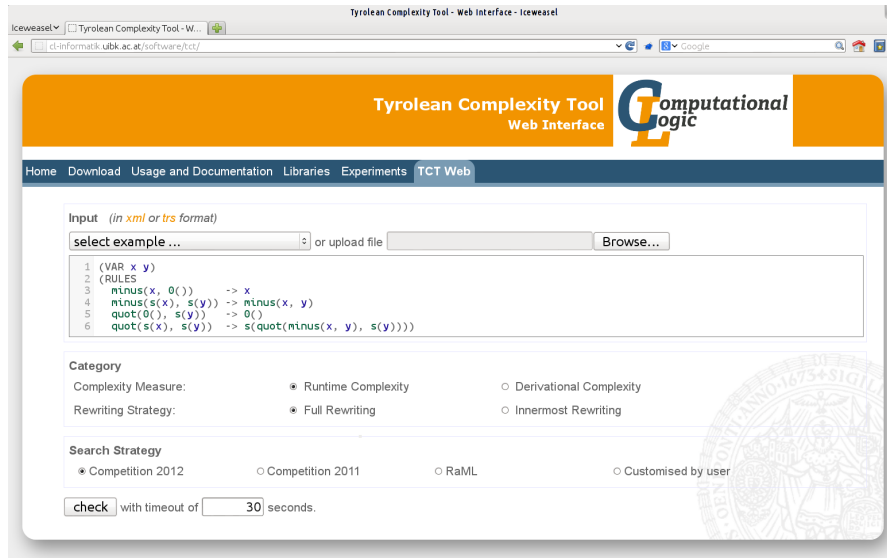 Tyrolean Complexity Tool - Web Interface - Iceweasel
Iceweasel Tyrolean Complexity Tool - W...
cl-informatik.uibk.ac.at/software/tct/ Google
Tyrolean Complexity Tool
Web Interface
Computational
Logic
Home Download Usage and Documentation Libraries Experiments TCT Web
Input (in xml or trs format)
select example ... or upload file Browse...
1 (VAR x y)
2 (RULES
3 minus(x, 0()) -> x
4 minus(s(x), s(y)) -> minus(x, y)
5 quot(0(), s(y)) -> 0()
6 quot(s(x), s(y)) -> s(quot(minus(x, y), s(y))))
Category
Complexity Measure: Runtime Complexity Derivational Complexity
Rewriting Strategy: Full Rewriting Innermost Rewriting
Search Strategy
Competition 2012 Competition 2011 RaML Customised by user
check with timeout of 30 seconds.